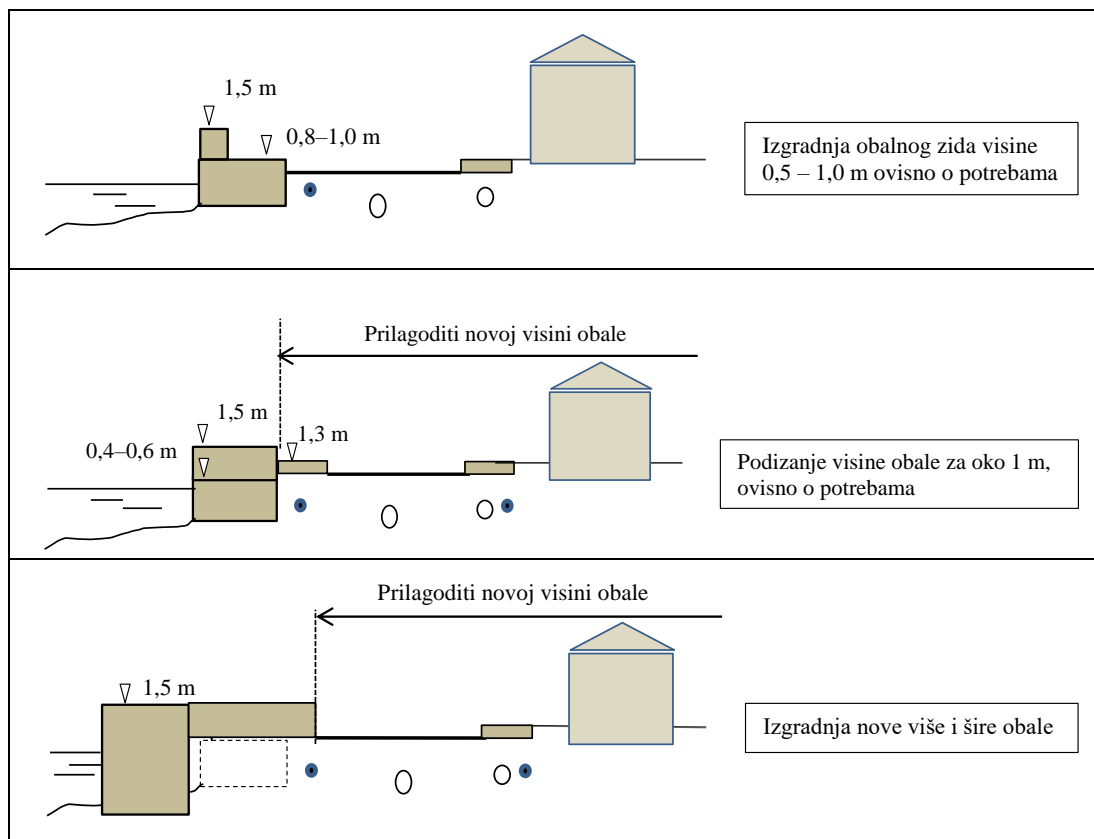 1,5 m
0,8–1,0 m
Izgradnja obalnog zida visine
0,5 – 1,0 m ovisno o potrebama
Prilagoditi novoj visini obale
1,5 m
0,4–0,6 m
1,3 m
Podizanje visine obale za oko 1 m,
ovisno o potrebama
Prilagoditi novoj visini obale
1,5 m
Izgradnja nove više i šire obale